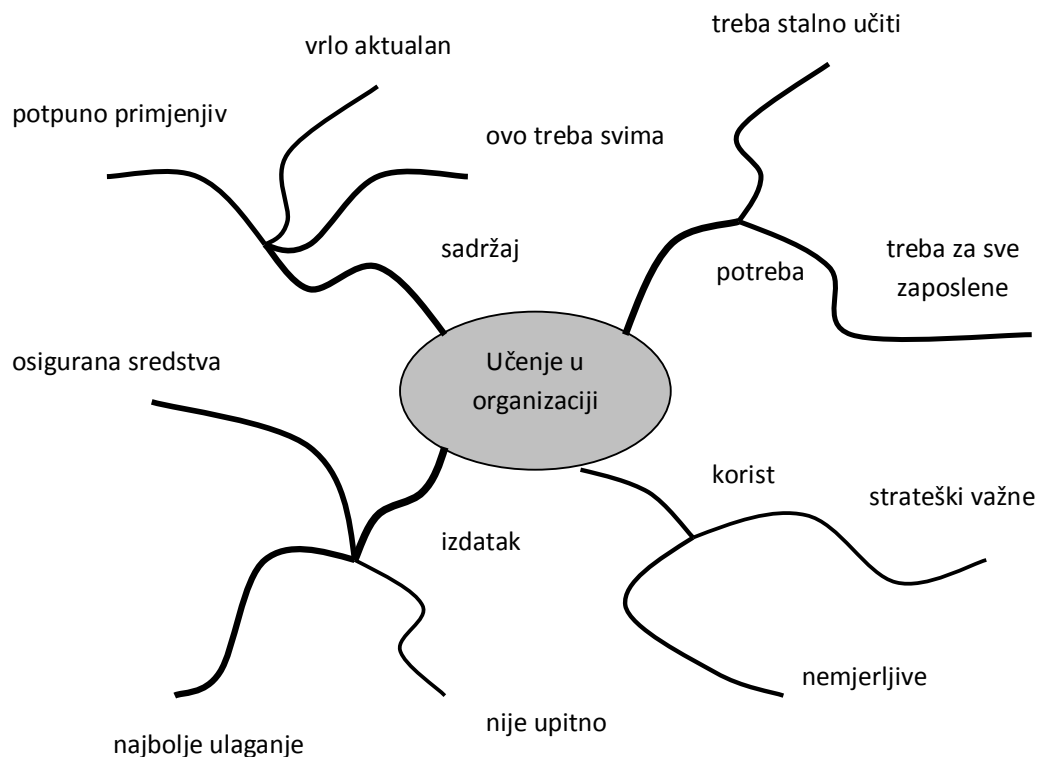 treba stalno učiti
vrlo aktualan
potpuno primjenjiv
ovo treba svima
sadržaj
potreba
treba za sve
zaposlene
osigurana sredstva
Učenje u
organizaciji
korist
strateški važne
izdatak
nemjerljive
nije upitno
najbolje ulaganje